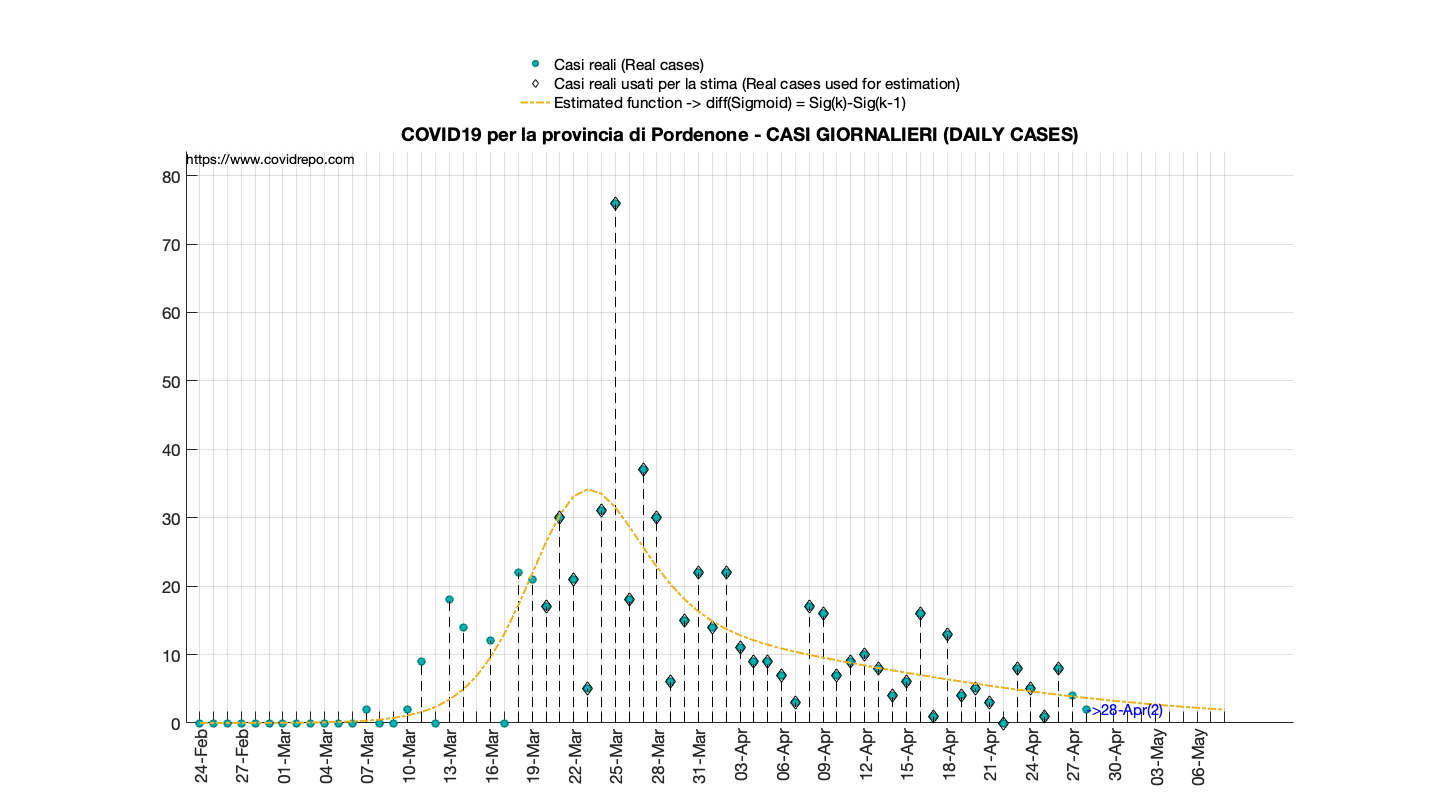 Casi reali (Real cases)
Casi reali usati per la stima (Real cases used for estimation)
Estimated function -> diff(Sigmoid) = Sig(k)-Sig(k-1)
COVID19 per la provincia di Pordenone - CASI GIORNALIERI (DAILY CASES)
https://www.covidrepo.com
80
70
60
50
40
30
20
10
0
->28-Apr(2)
24-Feb
27-Feb
01-Mar
04-Mar
07-Mar
10-Mar
13-Mar
16-Mar
19-Mar
22-Mar
25-Mar
28-Mar
31-Mar
03-Apr
06-Apr
09-Apr
12-Apr
15-Apr
18-Apr
21-Apr
24-Apr
27-Apr
30-Apr
03-May
06-May